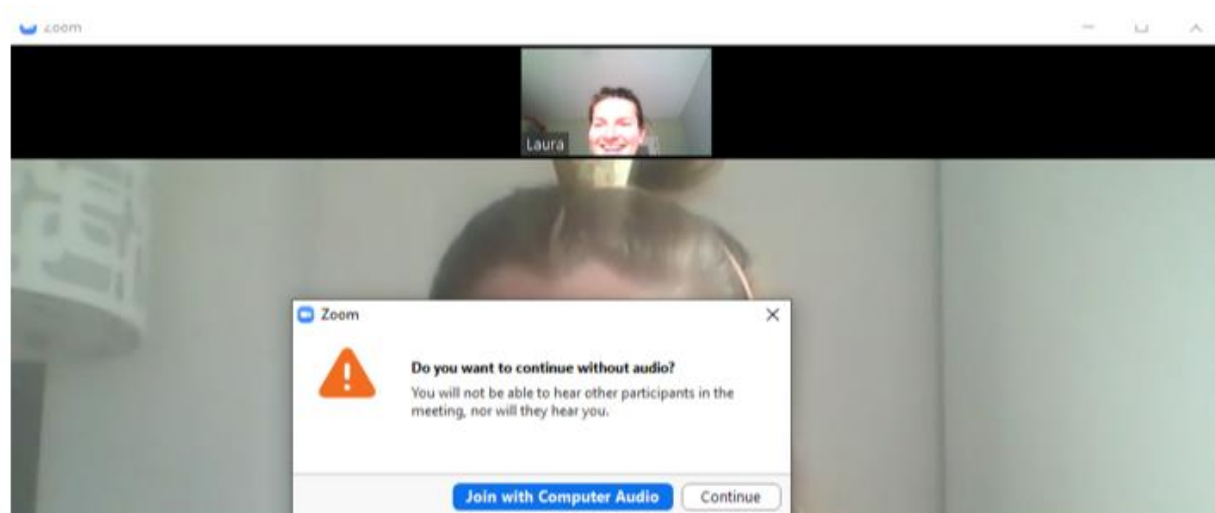 Zoom
Laura
Zoom
Do you want to continue without audio?
You will not be able to hear other participants in the
meeting, nor will they hear you.
Join with Computer Audio
Continue